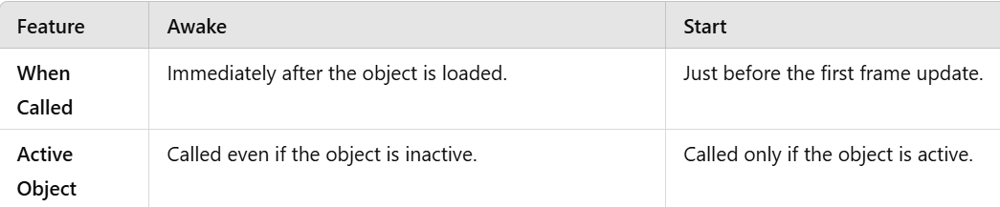 Feature Awake Start
When Called Immediately after the object is loaded. Just before the first frame update.
Active Object Called even if the object is inactive. Called only if the object is active.